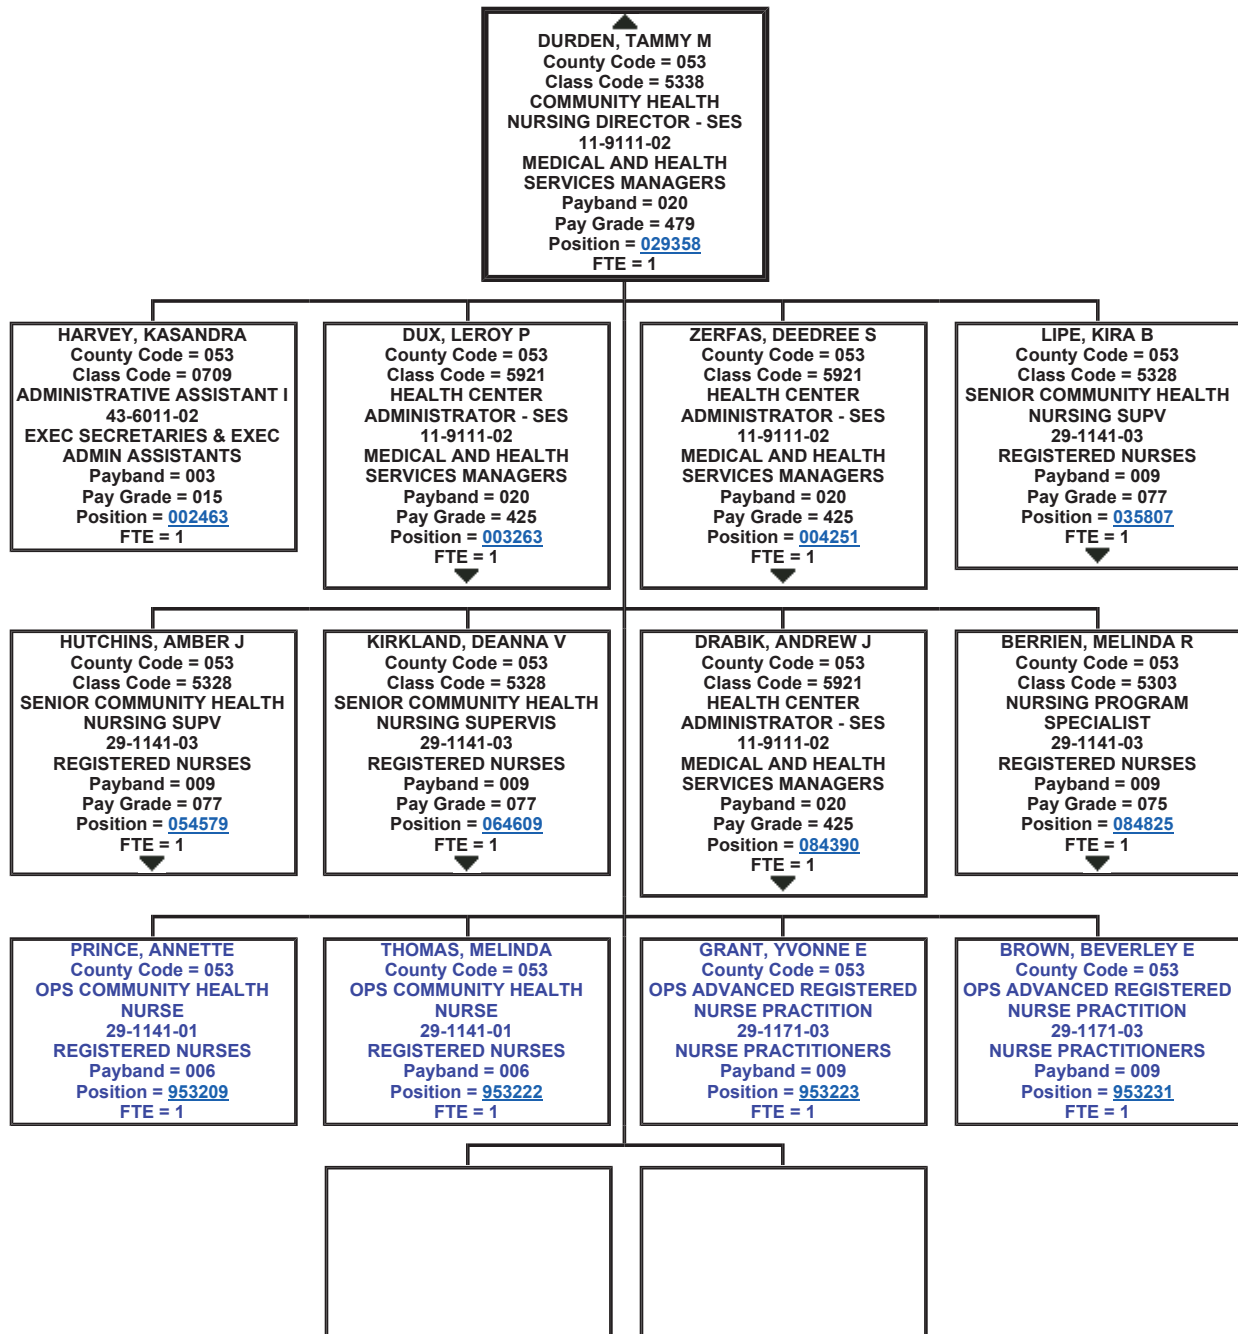 DURDEN, TAMMY M
County Code = 053
Class Code = 5338
COMMUNITY HEALTH
NURSING DIRECTOR - SES
11-9111-02
MEDICAL AND HEALTH
SERVICES MANAGERS
Payband = 020
Pay Grade = 479
Position = 029358
FTE = 1
HARVEY, KASANDRA
County Code = 053
Class Code = 0709
ADMINISTRATIVE ASSISTANT I
43-6011-02
EXEC SECRETARIES & EXEC
ADMIN ASSISTANTS
Payband = 003
Pay Grade = 015
Position = 002463
FTE = 1
DUX, LEROY P
County Code = 053
Class Code = 5921
HEALTH CENTER
ADMINISTRATOR - SES
11-9111-02
MEDICAL AND HEALTH
SERVICES MANAGERS
Payband = 020
Pay Grade = 425
Position = 003263
FTE = 1
ZERFAS, DEEDREE S
County Code = 053
Class Code = 5921
HEALTH CENTER
ADMINISTRATOR - SES
11-9111-02
MEDICAL AND HEALTH
SERVICES MANAGERS
Payband = 020
Pay Grade = 425
Position = 004251
FTE = 1
LIPE, KIRA B
County Code = 053
Class Code = 5328
SENIOR COMMUNITY HEALTH
NURSING SUPV
29-1141-03
REGISTERED NURSES
Payband = 009
Pay Grade = 077
Position = 035807
FTE = 1
HUTCHINS, AMBER J
County Code = 053
Class Code = 5328
SENIOR COMMUNITY HEALTH
NURSING SUPV
29-1141-03
REGISTERED NURSES
Payband = 009
Pay Grade = 077
Position = 054579
FTE = 1
KIRKLAND, DEANNA V
County Code = 053
Class Code = 5328
SENIOR COMMUNITY HEALTH
NURSING SUPERVIS
29-1141-03
REGISTERED NURSES
Payband = 009
Pay Grade = 077
Position = 064609
FTE = 1
DRABIK, ANDREW J
County Code = 053
Class Code = 5921
HEALTH CENTER
ADMINISTRATOR - SES
11-9111-02
MEDICAL AND HEALTH
SERVICES MANAGERS
Payband = 020
Pay Grade = 425
Position = 084390
FTE = 1
BERRIEN, MELINDA R
County Code = 053
Class Code = 5303
NURSING PROGRAM
SPECIALIST
29-1141-03
REGISTERED NURSES
Payband = 009
Pay Grade = 075
Position = 084825
FTE = 1
PRINCE, ANNETTE
County Code = 053
OPS COMMUNITY HEALTH
NURSE
29-1141-01
REGISTERED NURSES
Payband = 006
Position = 953209
FTE = 1
THOMAS, MELINDA
County Code = 053
OPS COMMUNITY HEALTH
NURSE
29-1141-01
REGISTERED NURSES
Payband = 006
Position = 953222
FTE = 1
GRANT, YVONNE E
County Code = 053
OPS ADVANCED REGISTERED
NURSE PRACTITION
29-1171-03
NURSE PRACTITIONERS
Payband = 009
Position = 953223
FTE = 1
BROWN, BEVERLEY E
County Code = 053
OPS ADVANCED REGISTERED
NURSE PRACTITION
29-1171-03
NURSE PRACTITIONERS
Payband = 009
Position = 953231
FTE = 1